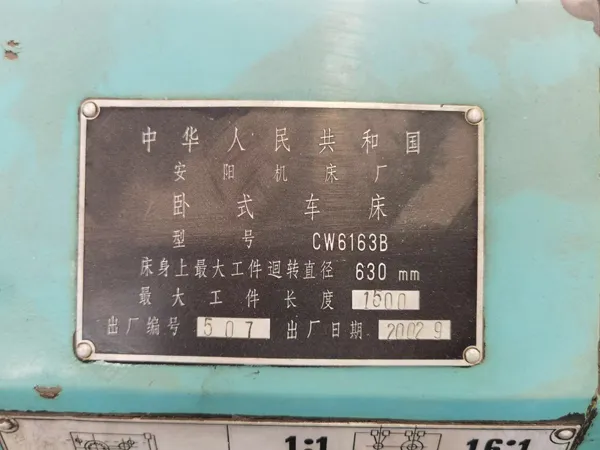 中华人民共和国
安阳机床厂
卧式车床
型号 CW6163B
床身上最大工件迴转直径 630 mm
最大工件长度 1500
出厂编号 507 出厂日期 2002 9
1:1 16:1